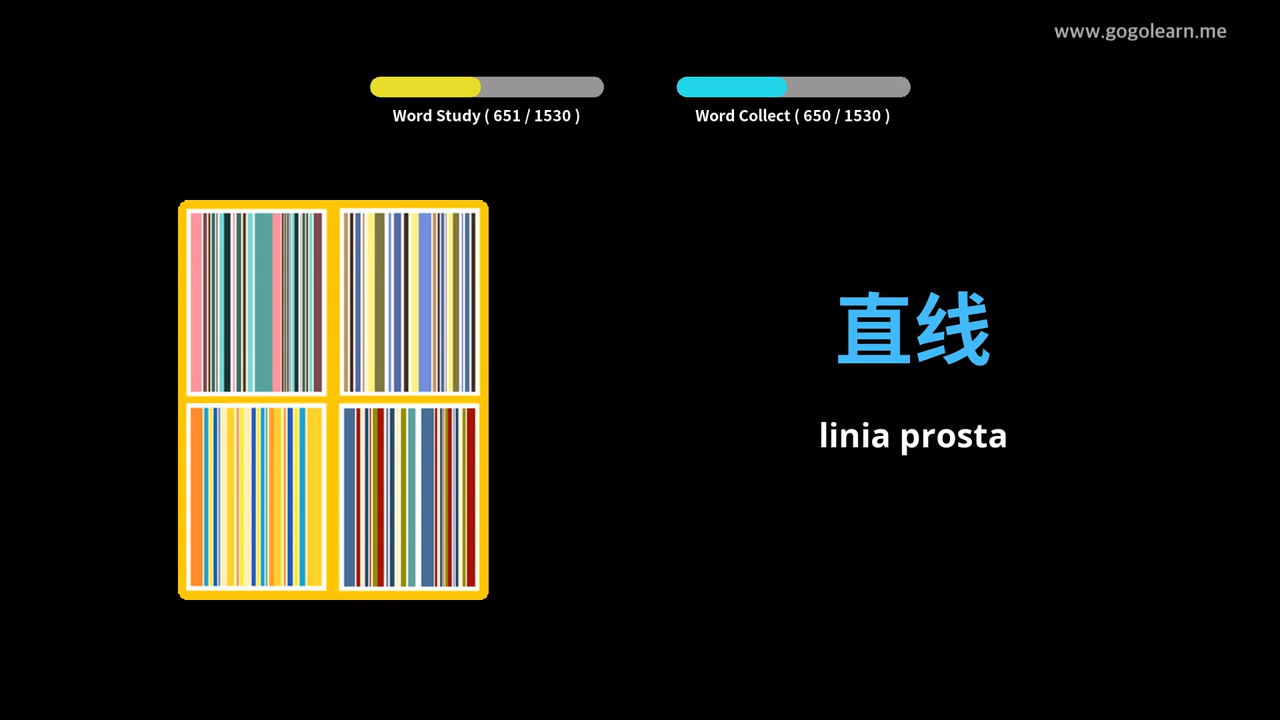 www.gogolearn.me
Word Study ( 651 / 1530 )
Word Collect ( 650 / 1530 )
直线
linia prosta